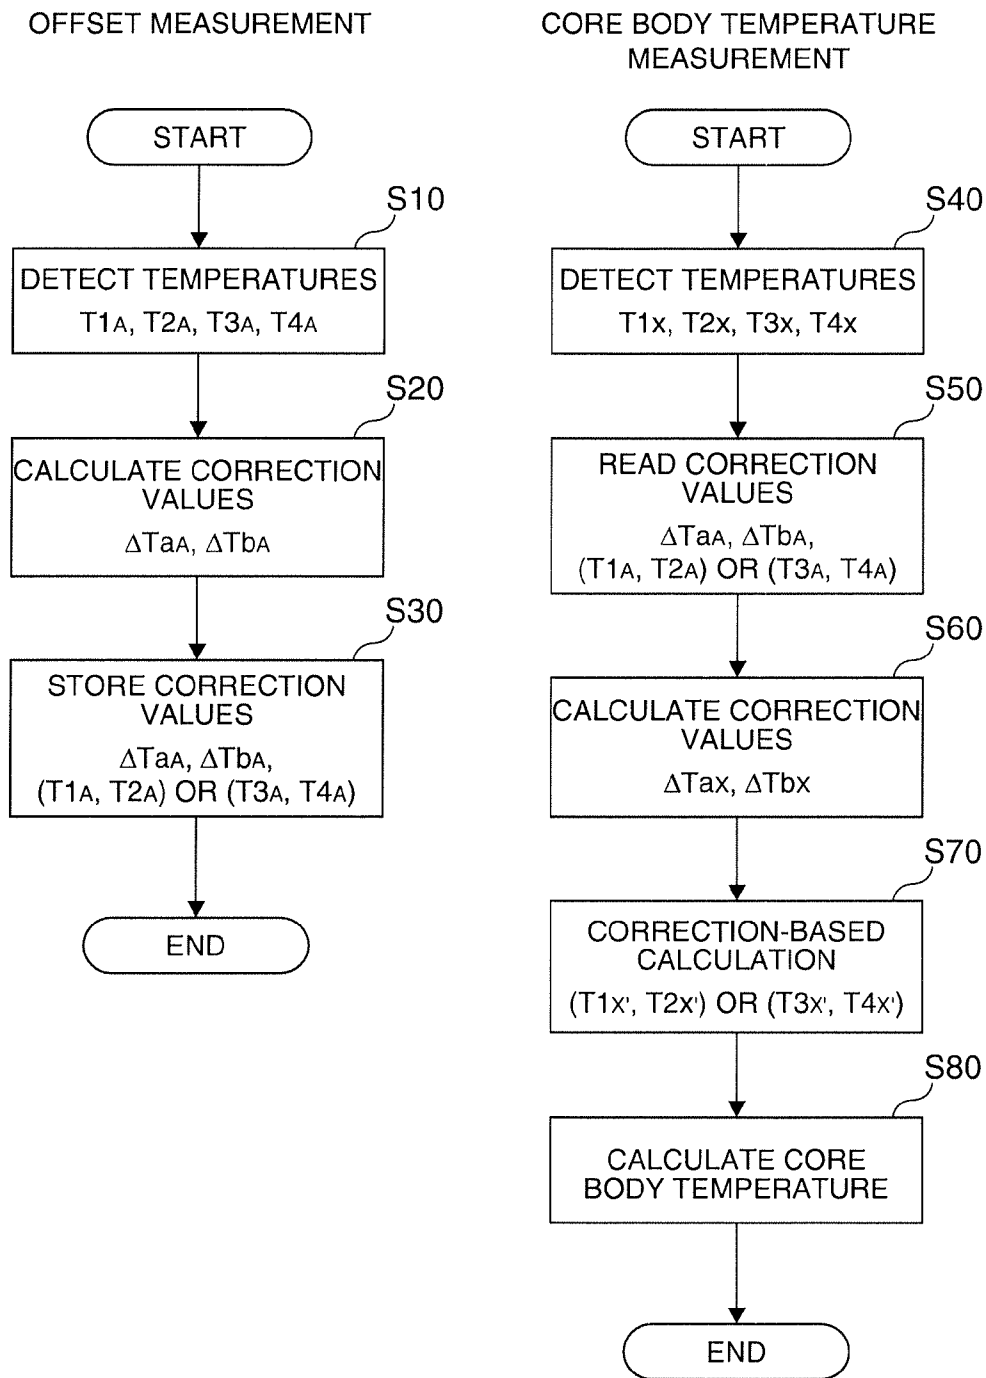 OFFSET MEASUREMENT
START
S10
DETECT TEMPERATURES
T1A, T2A, T3A, T4A
S20
CALCULATE CORRECTION
VALUES
ΔTaA, ΔTbA
S30
STORE CORRECTION
VALUES
ΔTaA, ΔTbA,
(T1A, T2A) OR (T3A, T4A)
END
CORE BODY TEMPERATURE
MEASUREMENT
START
S40
DETECT TEMPERATURES
T1x, T2x, T3x, T4x
S50
READ CORRECTION
VALUES
ΔTaA, ΔTbA,
(T1A, T2A) OR (T3A, T4A)
S60
CALCULATE CORRECTION
VALUES
ΔTax, ΔTbx
S70
CORRECTION-BASED
CALCULATION
(T1x', T2x') OR (T3x', T4x')
S80
CALCULATE CORE
BODY TEMPERATURE
END